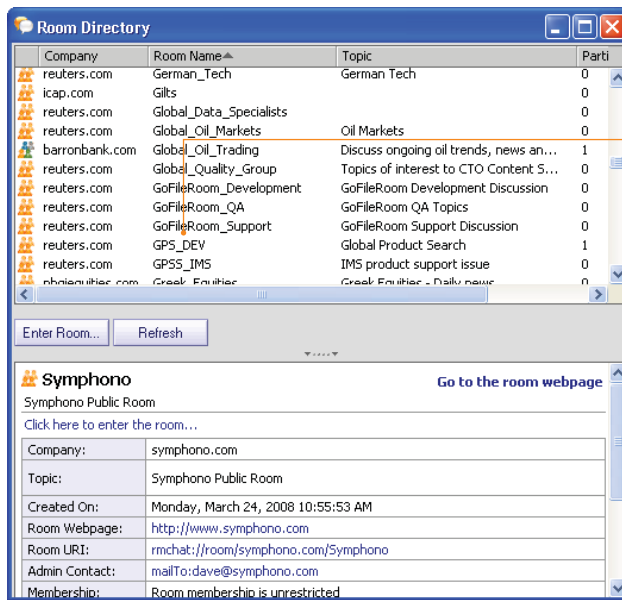 Room Directory
Company Room Name Topic Parti
reuters.com German_Tech German Tech 0
icap.com Gilts 0
reuters.com Global_Data_Specialists 0
reuters.com Global_Oil_Markets Oil Markets 0
barronbank.com Global_Oil_Trading Discuss ongoing oil trends, news an... 1
reuters.com Global_Quality_Group Topics of interest to CTO Content S... 0
reuters.com GoFileRoom_Development GoFileRoom Development Discussion 0
reuters.com GoFileRoom_QA GoFileRoom QA Topics 0
reuters.com GoFileRoom_Support GoFileRoom Support Discussion 0
reuters.com GPS_DEV Global Product Search 1
reuters.com GPSS_IMS IMS product support issue 0
Greek_Equities Greek Equities - Daily news 0
Enter Room... Refresh
Symphono Go to the room webpage
Symphono Public Room
Click here to enter the room...
Company: symphono.com
Topic: Symphono Public Room
Created On: Monday, March 24, 2008 10:55:53 AM
Room Webpage: http://www.symphono.com
Room URI: rmchat://room/symphono.com/Symphono
Admin Contact: mailTo:dave@symphono.com
Membership: Room membership is unrestricted